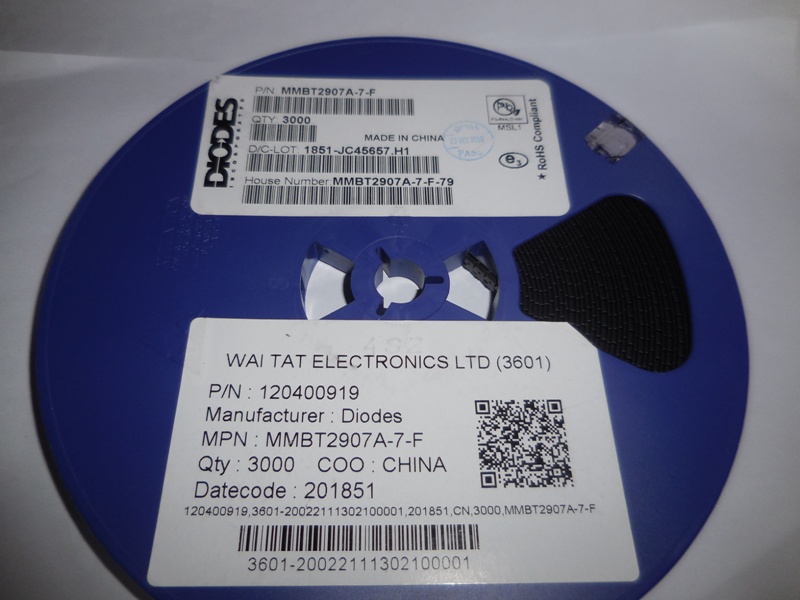 DIODES
INCORPORATED
P/N MMBT2907A-7-F
QTY: 3000
MADE IN CHINA
D/C-LOT: 1851-JC45657,H1
House Number:MMBT2907A-7-F-79
MSL1
e3
★ RoHS Compliant
WAI TAT ELECTRONICS LTD (3601)
P/N : 120400919
Manufacturer : Diodes
MPN : MMBT2907A-7-F
Qty : 3000 COO : CHINA
Datecode : 201851
120400919,3601-20022111302100001,201851,CN,3000,MMBT2907A-7-F
3601-20022111302100001